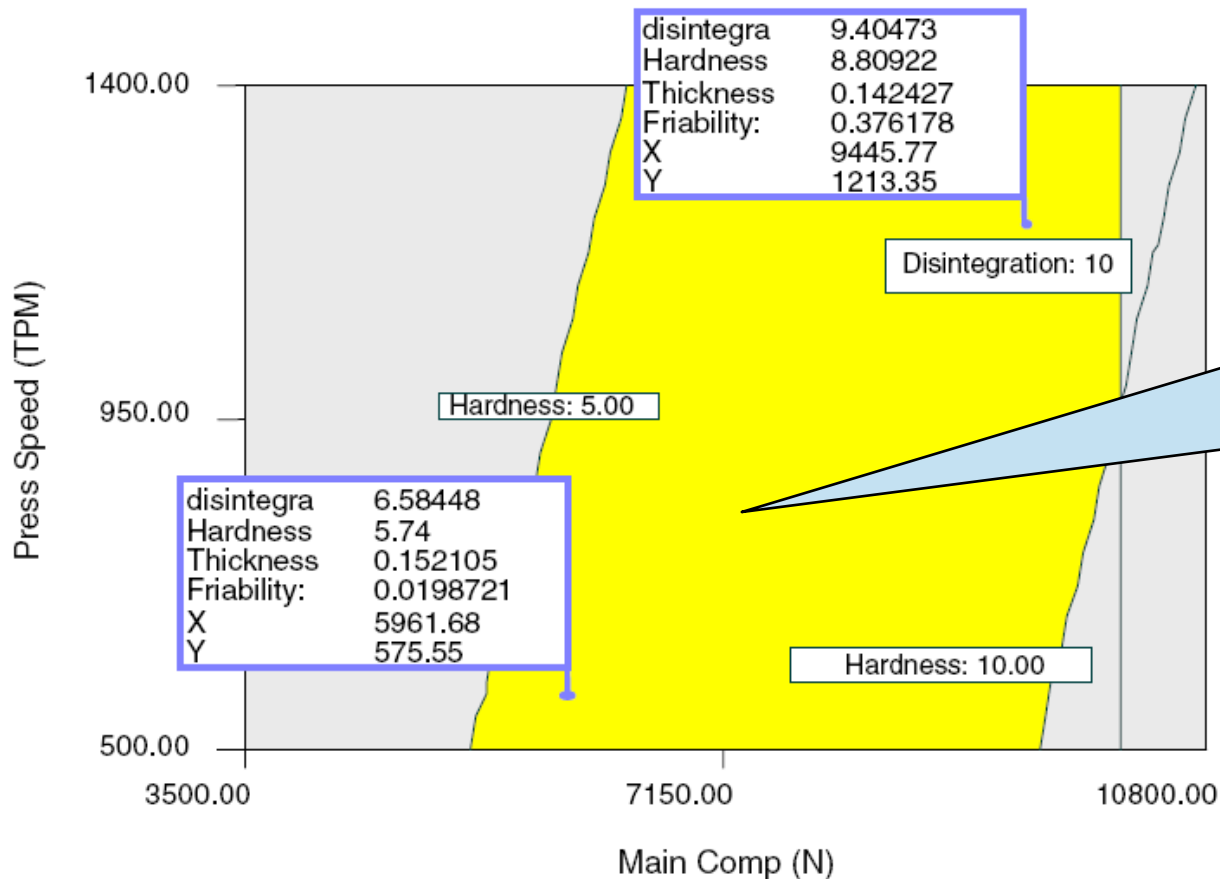 disintegra 9.40473
Hardness 8.80922
Thickness 0.142427
Friability: 0.376178
X 9445.77
Y 1213.35
1400.00
Disintegration: 10
Press Speed (TPM)
950.00
Hardness: 5.00
disintegra 6.58448
Hardness 5.74
Thickness 0.152105
Friability: 0.0198721
X 5961.68
Y 575.55
Hardness: 10.00
500.00
3500.00 7150.00 10800.00
Main Comp (N)